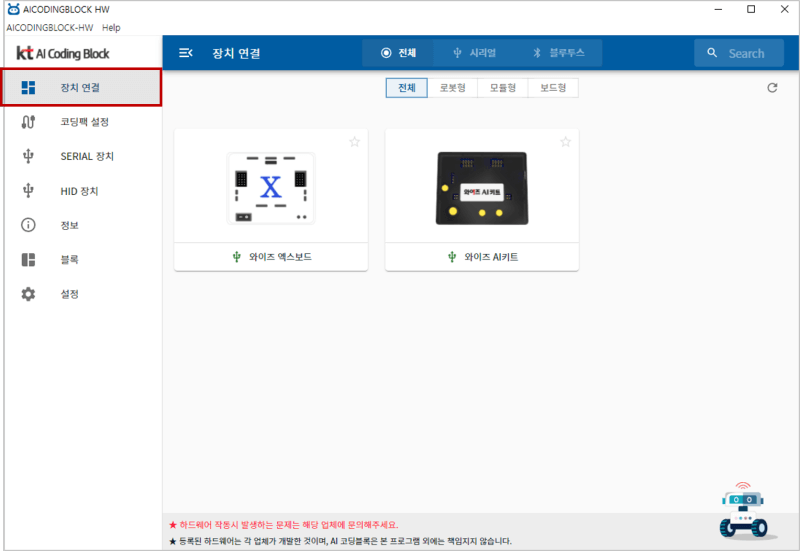 AICODINGBLOCK HW
AICODINGBLOCK-HW Help
kt AI Coding Block
장치 연결
전체
시리얼
블루투스
Search
장치 연결
코딩팩 설정
SERIAL 장치
HID 장치
정보
블록
설정
전체
로봇형
모듈형
보드형
X
와이즈 엑스보드
와이즈 AI키트
와이즈 AI키트
★ 하드웨어 작동시 발생하는 문제는 해당 업체에 문의해주세요.
★ 등록된 하드웨어는 각 업체가 개발한 것이며, AI 코딩블록은 본 프로그램 외에는 책임지지 않습니다.